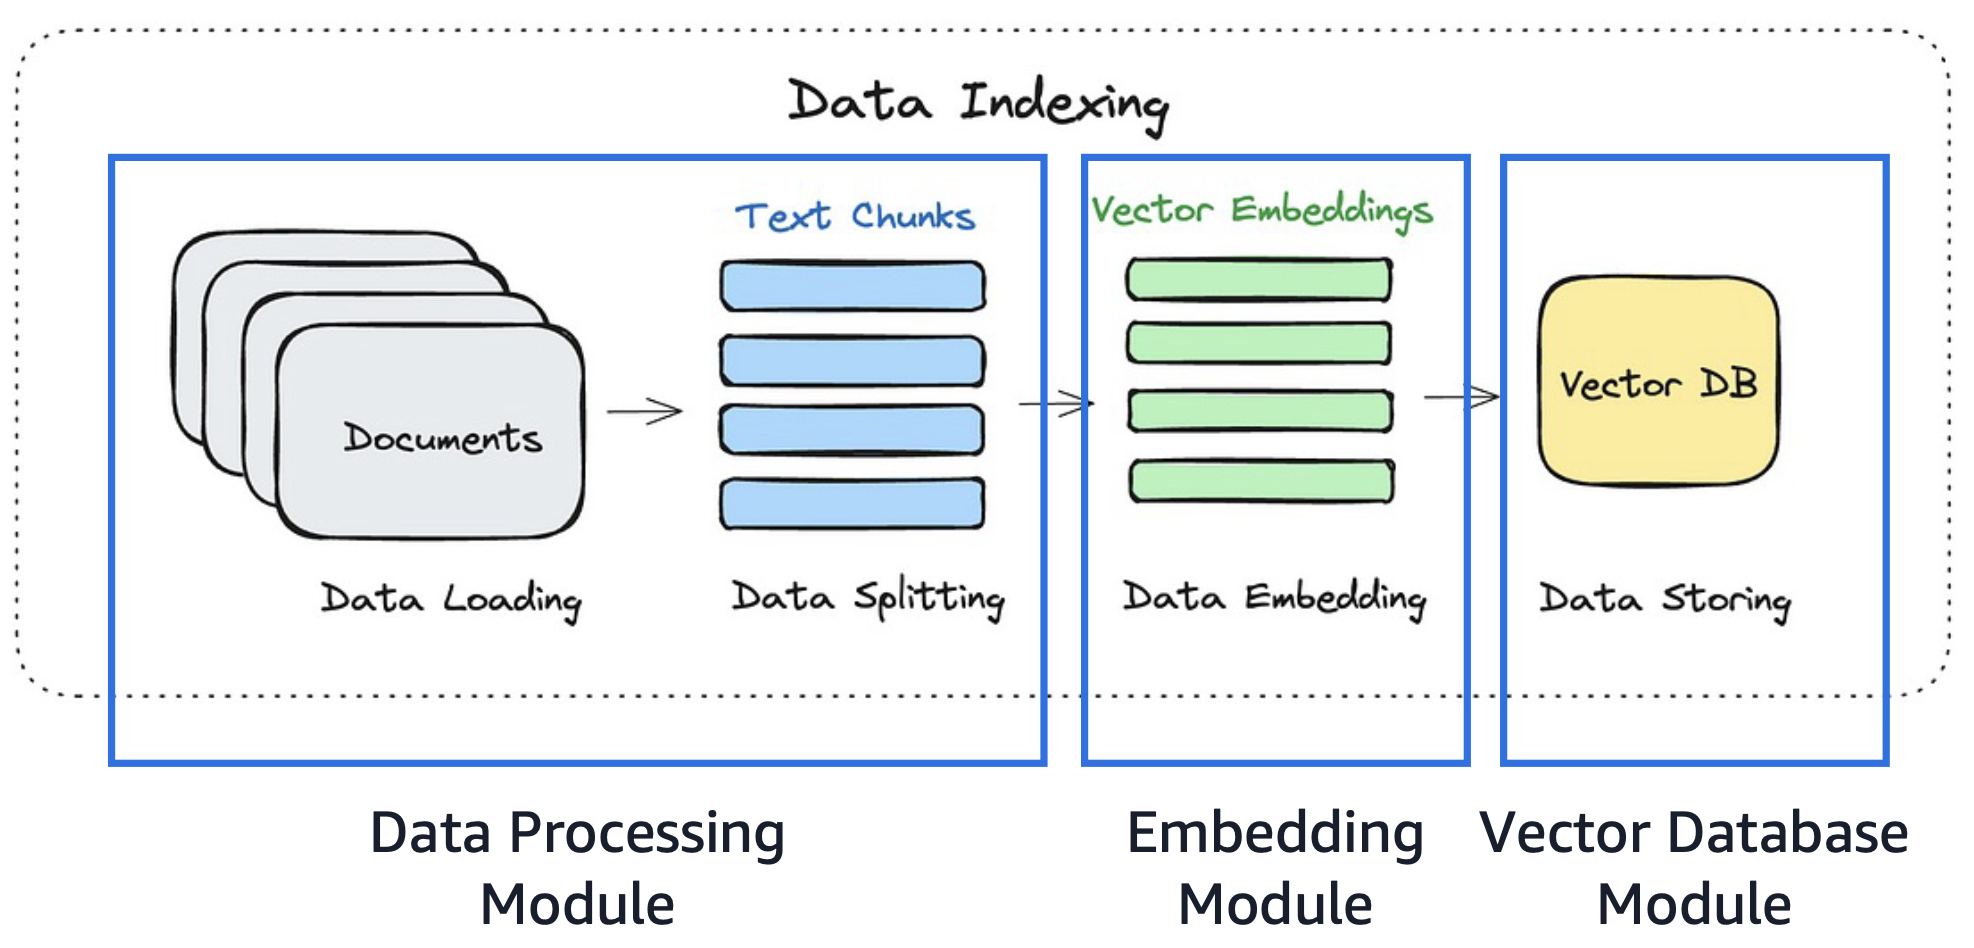 Data Indexing
Text Chunks
Vector Embeddings
Documents
Vector DB
Data Loading
Data Splitting
Data Embedding
Data Storing
Data Processing
Module
Embedding
Module
Vector Database
Module